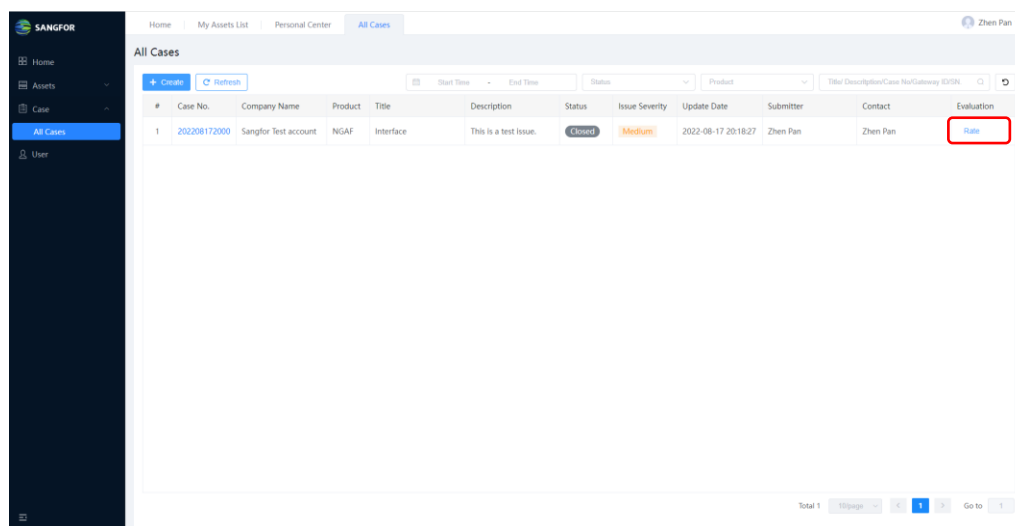 SANGFOR
Home
Assets
Case
All Cases
User
Home My Assets List Personal Center All Cases
Zhen Pan
All Cases
+ Create Refresh Start Time - End Time Status Product Title/ Description/Case No/Gateway ID/SN.
# Case No. Company Name Product Title Description Status Issue Severity Update Date Submitter Contact Evaluation
1 202208172000 Sangfor Test account NGAF Interface This is a test issue. Closed Medium 2022-08-17 20:18:27 Zhen Pan Zhen Pan Rate
Total 1 10/page < 1 > Go to 1